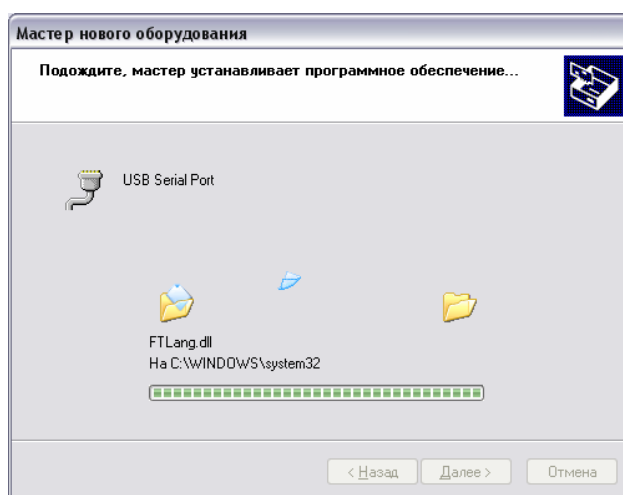 Мастер нового оборудования
Подождите, мастер устанавливает программное обеспечение...
USB Serial Port
FTLang.dll
На C:\WINDOWS\system32
< Назад
Далее >
Отмена